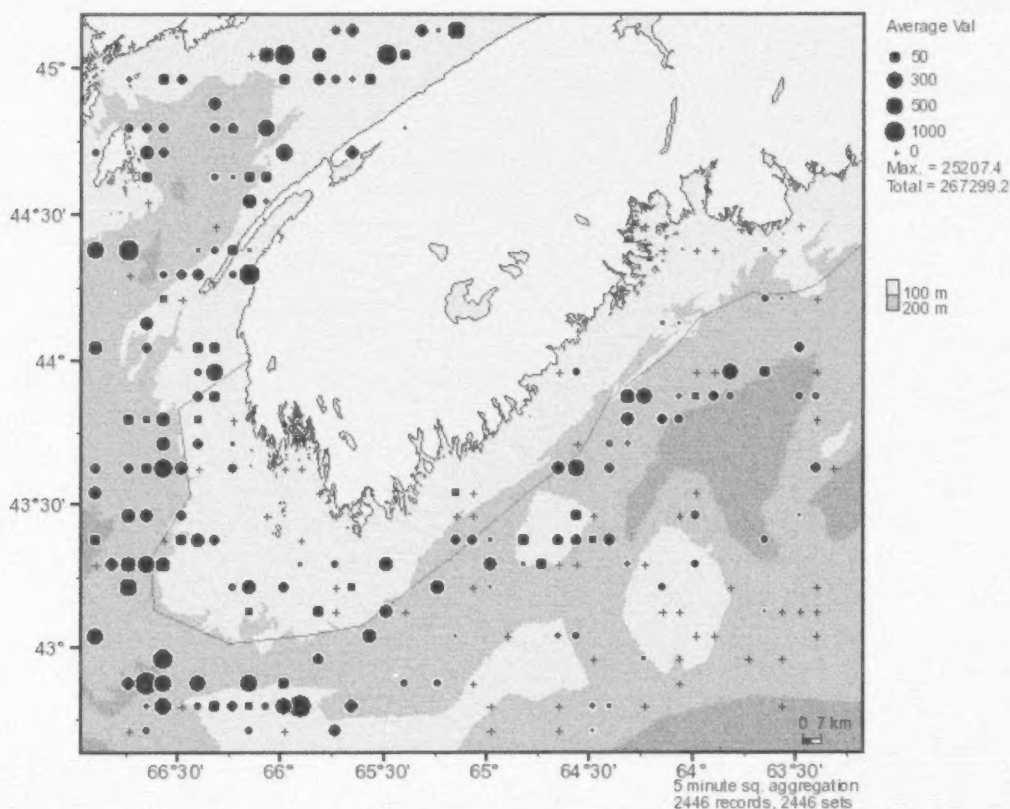 45°
44°30'
44°
43°30'
43°
66°30'
66°
65°30'
65°
64°30'
64°
63°30'
Average Val
50
300
500
1000
0
Max. = 25207.4
Total = 267299.2
100 m
200 m
0 7 km
5 minute sq. aggregation
2446 records, 2446 sets